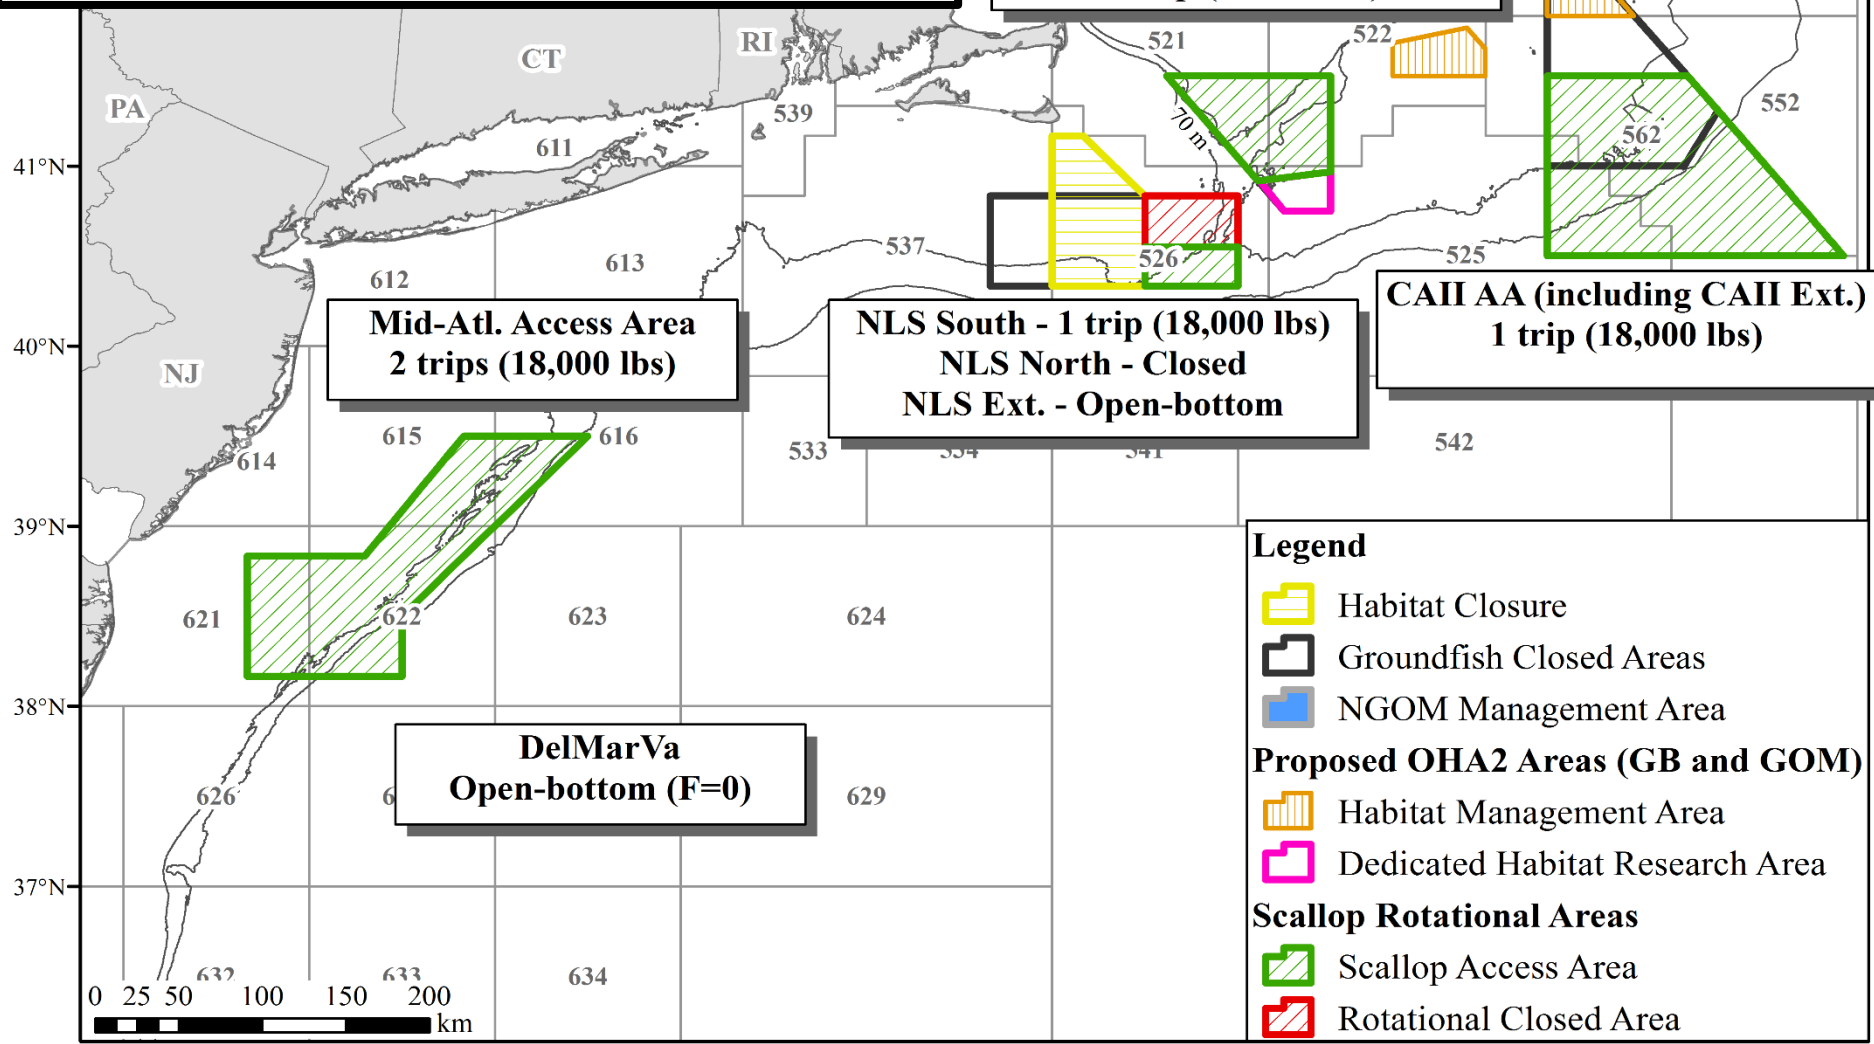 CT
RI
PA
NJ
521
522
552
562
539
611
70 m
41°N
537
526
525
612
613
CAII AA (including CAII Ext.)
1 trip (18,000 lbs)
Mid-Atl. Access Area
2 trips (18,000 lbs)
NLS South - 1 trip (18,000 lbs)
NLS North - Closed
NLS Ext. - Open-bottom
40°N
615
616
614
533
534
541
542
39°N
621
622
623
624
38°N
DelMarVa
Open-bottom (F=0)
626
629
37°N
632
633
634
0 25 50 100 150 200
km
Legend
Habitat Closure
Groundfish Closed Areas
NGOM Management Area
Proposed OHA2 Areas (GB and GOM)
Habitat Management Area
Dedicated Habitat Research Area
Scallop Rotational Areas
Scallop Access Area
Rotational Closed Area